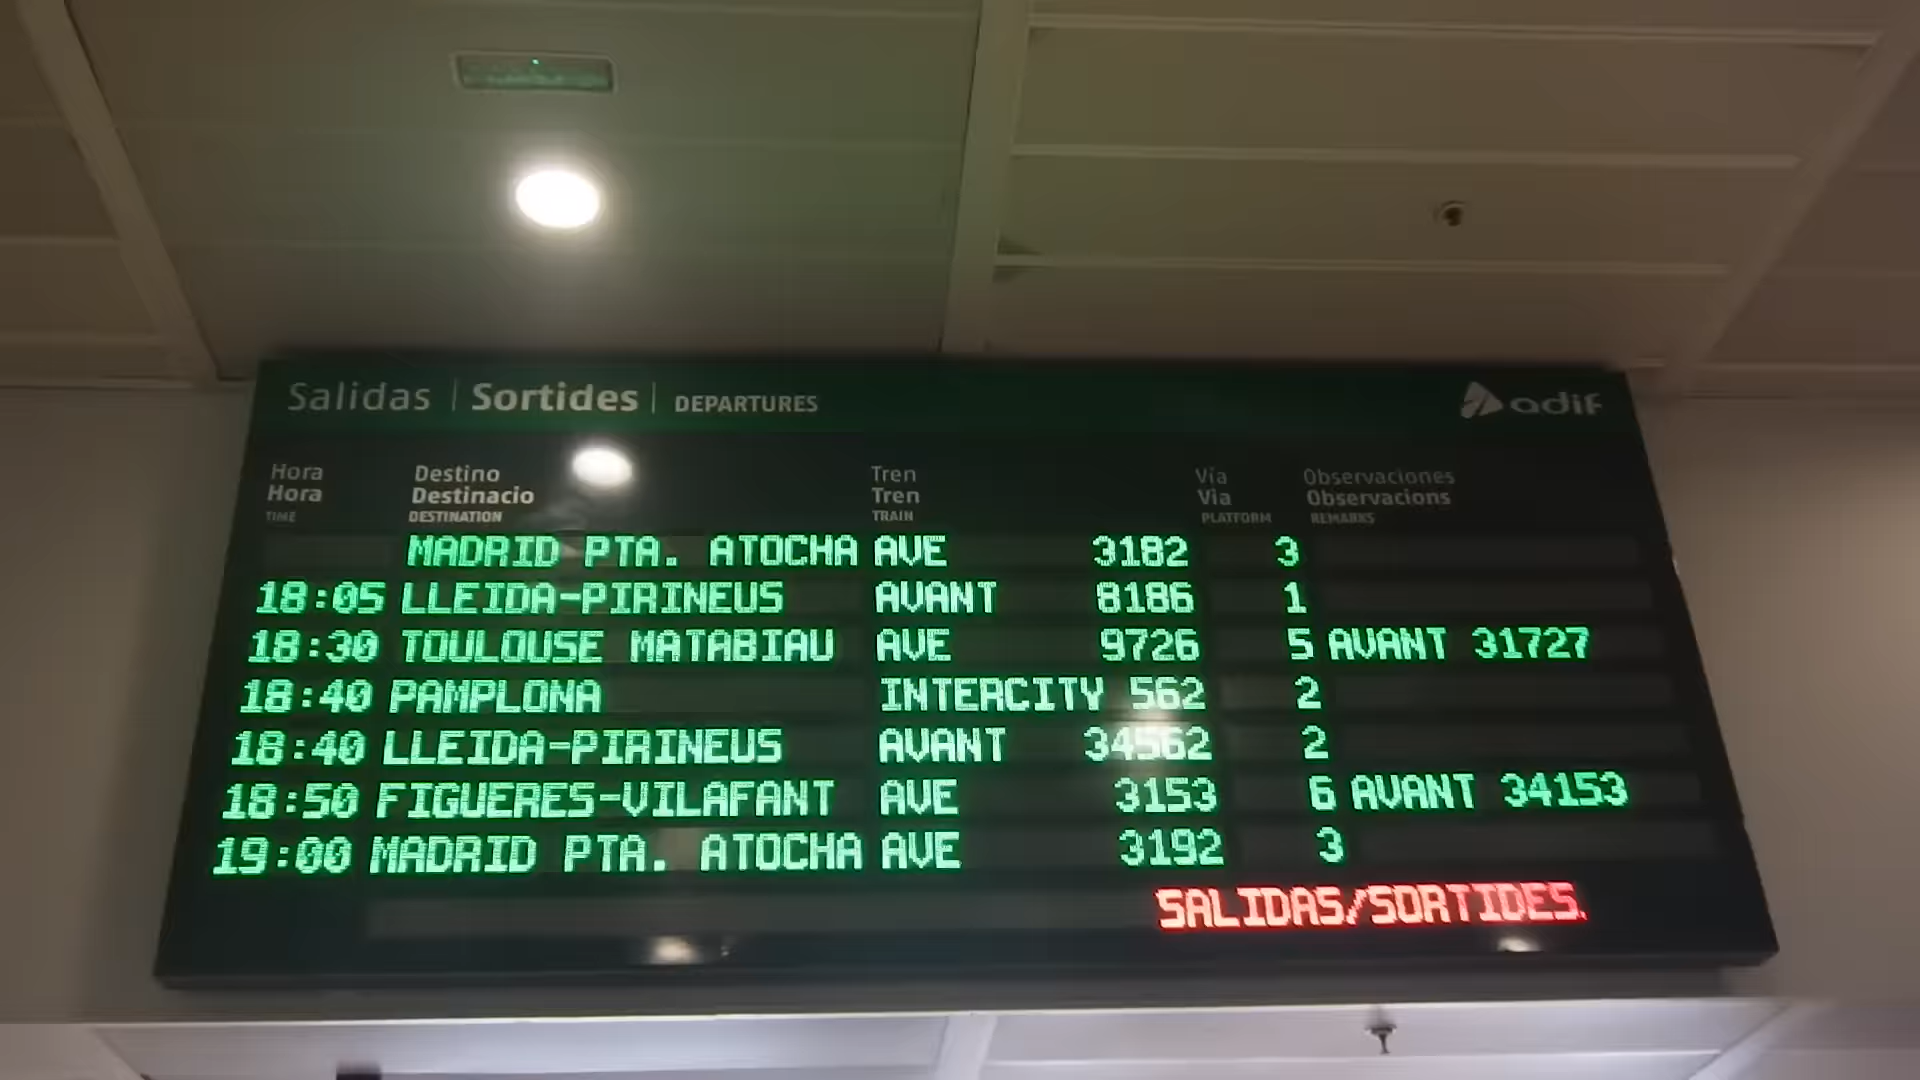 Salidas | Sortides | DEPARTURES adif
Hora Destino Tren Vía Observaciones
Hora Destinacio Tren Via Observacions
TIME DESTINATION TRAIN PLATFORM REMARKS
MADRID PTA. ATOCHA AVE 3182 3
18:05 LLEIDA-PIRINEUS AVANT 8186 1
18:30 TOULOUSE MATABIAU AVE 9726 5 AVANT 31727
18:40 PAMPLONA INTERCITY 562 2
18:40 LLEIDA-PIRINEUS AVANT 34562 2
18:50 FIGUERES-VILAFANT AVE 3153 6 AVANT 34153
19:00 MADRID PTA. ATOCHA AVE 3192 3
SALIDAS/SORTIDES.